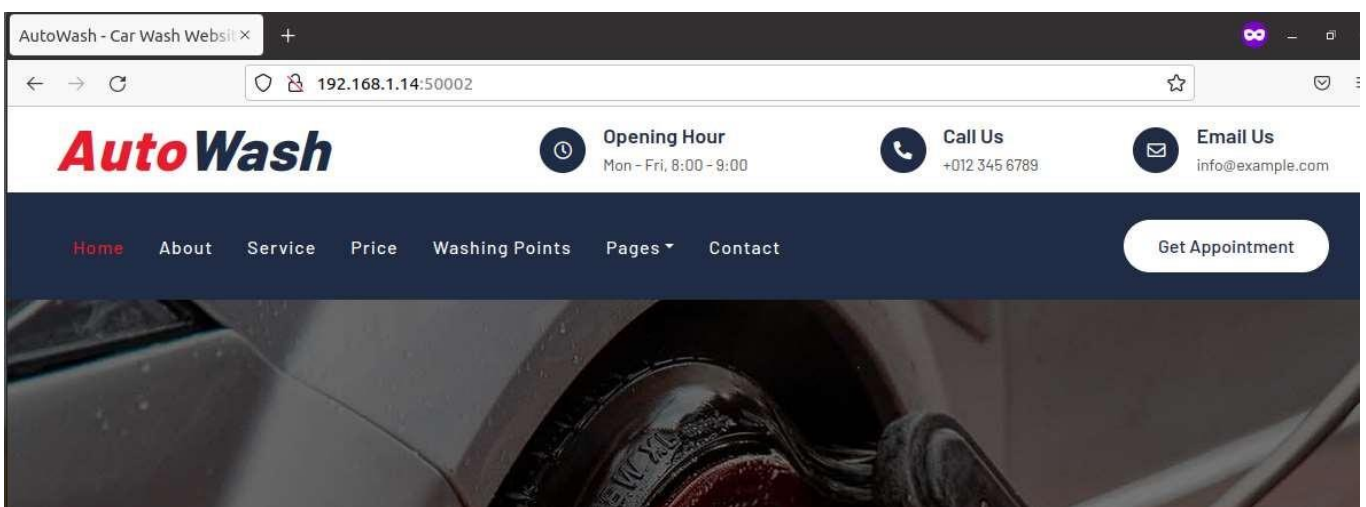 AutoWash - Car Wash Websit
192.168.1.14:50002
AutoWash
Opening Hour
Mon - Fri, 8:00 - 9:00
Call Us
+012 345 6789
Email Us
info@example.com
Home About Service Price Washing Points Pages Contact
Get Appointment